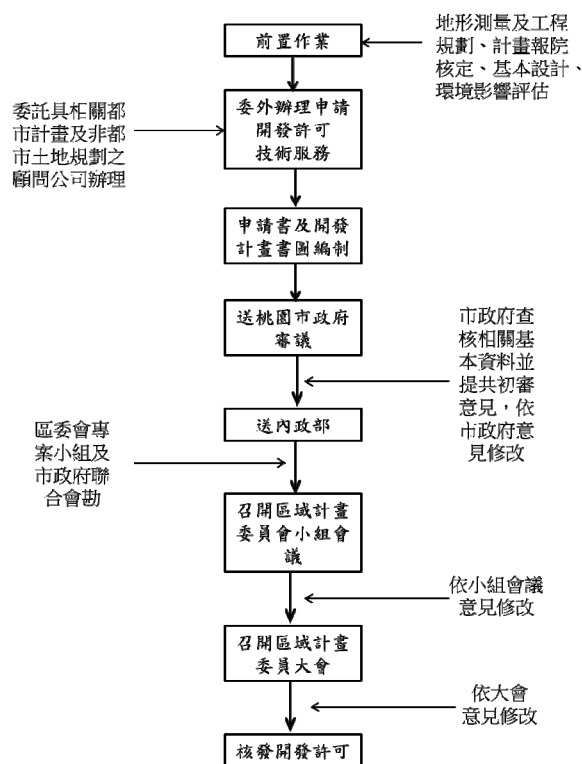 前置作業
地形測量及工程
規劃、計畫報院
核定、基本設計、
環境影響評估
委託具相關都
市計畫及非都
市土地規劃之
顧問公司辦理
委外辦理申請
開發許可
技術服務
申請書及開發
計畫書圖編制
送桃園市政府
審議
市政府查
核相關基
本資料並
提共初審
意見，依
市政府意
見修改
送內政部
區委會專
案小組及
市政府聯
合會勘
召開區域計畫
委員會小組會
議
依小組會議
意見修改
召開區域計畫
委員大會
依大會
意見修改
核發開發許可